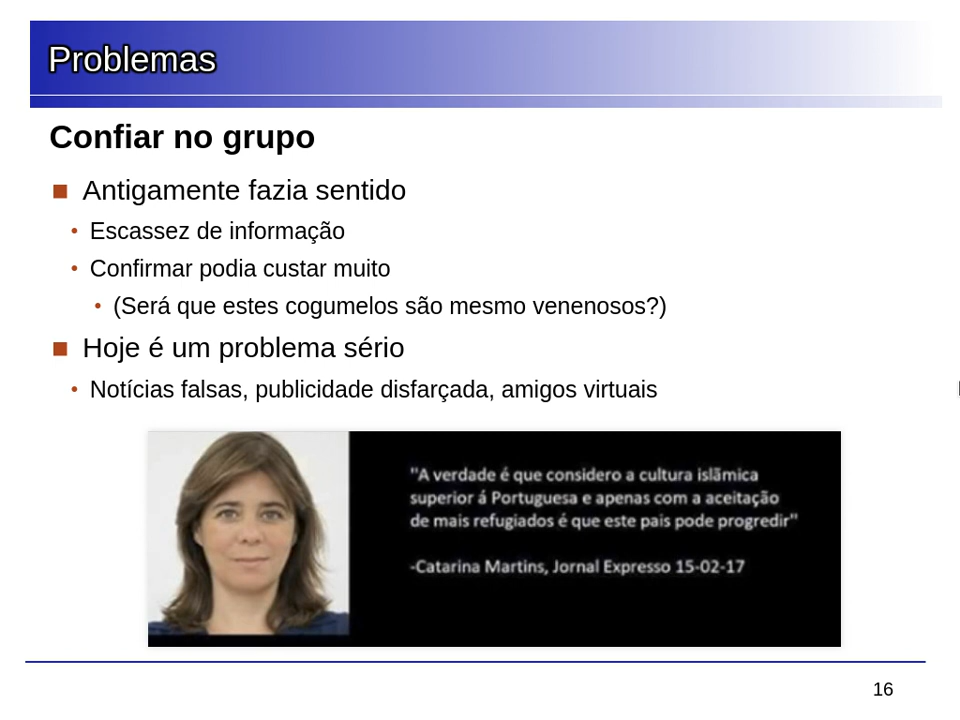 Problemas
Confiar no grupo
Antigamente fazia sentido
Escassez de informação
Confirmar podia custar muito
(Será que estes cogumelos são mesmo venenosos?)
Hoje é um problema sério
Notícias falsas, publicidade disfarçada, amigos virtuais
"A verdade é que considero a cultura islãmica
superior á Portuguesa e apenas com a aceitação
de mais refugiados é que este pais pode progredir"
-Catarina Martins, Jornal Expresso 15-02-17
16